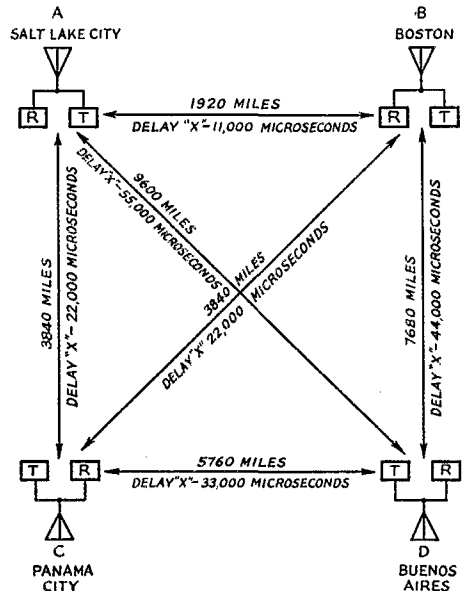 A
SALT LAKE CITY
B
BOSTON
R T
R T
1920 MILES
DELAY "X"-11,000 MICROSECONDS
9600 MILES
DELAY "X"-55,000 MICROSECONDS
3840 MILES
DELAY "X" 22,000 MICROSECONDS
3840 MILES
DELAY "X"-22,000 MICROSECONDS
7680 MILES
DELAY "X"-44,000 MICROSECONDS
T R
T R
5760 MILES
DELAY "X"-33,000 MICROSECONDS
C
PANAMA
CITY
D
BUENOS
AIRES